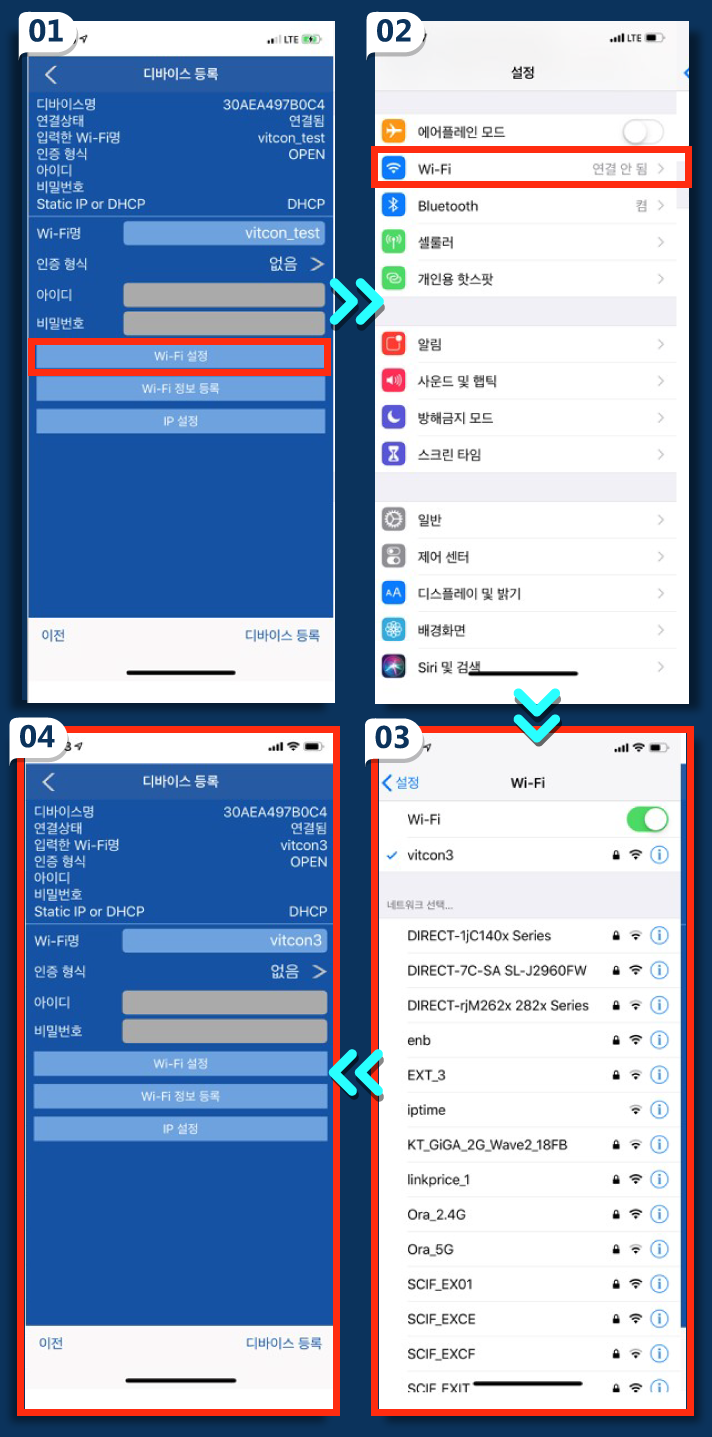 01
LTE
디바이스 등록
디바이스명 30AEA497B0C4
연결상태 연결됨
입력한 Wi-Fi명 vitcon_test
인증 형식 OPEN
아이디
비밀번호
Static IP or DHCP DHCP
Wi-Fi명 vitcon_test
인증 형식 없음
아이디
비밀번호
Wi-Fi 설정
Wi-Fi 정보 등록
IP 설정
이전 디바이스 등록
02
LTE
설정
에어플레인 모드
Wi-Fi 연결 안 됨
Bluetooth 켬
셀룰러
개인용 핫스팟
알림
사운드 및 햅틱
방해금지 모드
스크린 타임
일반
제어 센터
AA 디스플레이 및 밝기
배경화면
Siri 및 검색
03
설정 Wi-Fi
Wi-Fi
vitcon3
네트워크 선택...
DIRECT-1jC140x Series
DIRECT-7C-SA SL-J2960FW
DIRECT-rjM262x 282x Series
enb
EXT_3
iptime
KT_GiGA_2G_Wave2_18FB
linkprice_1
Ora_2.4G
Ora_5G
SCIF_EX01
SCIF_EXCE
SCIF_EXCF
SCIF_EXIT
04
디바이스 등록
디바이스명 30AEA497B0C4
연결상태 연결됨
입력한 Wi-Fi명 vitcon3
인증 형식 OPEN
아이디
비밀번호
Static IP or DHCP DHCP
Wi-Fi명 vitcon3
인증 형식 없음
아이디
비밀번호
Wi-Fi 설정
Wi-Fi 정보 등록
IP 설정
이전 디바이스 등록